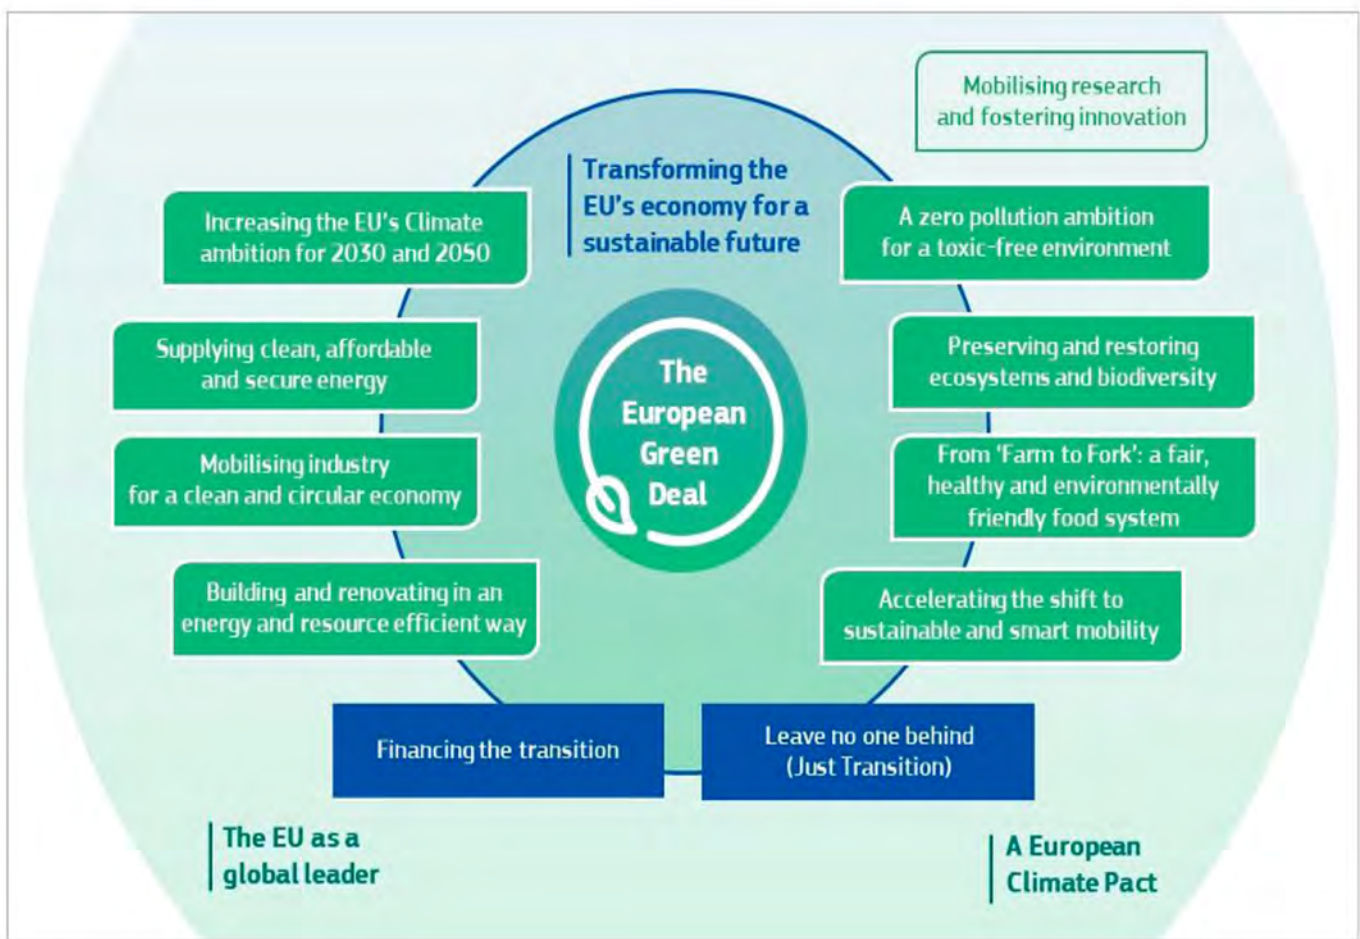 Mobilising research
and fostering innovation
Transforming the
EU's economy for a
sustainable future
Increasing the EU's Climate
ambition for 2030 and 2050
A zero pollution ambition
for a toxic-free environment
Supplying clean, affordable
and secure energy
Preserving and restoring
ecosystems and biodiversity
The
European
Green
Deal
Mobilising industry
for a clean and circular economy
From 'Farm to Fork': a fair,
healthy and environmentally
friendly food system
Building and renovating in an
energy and resource efficient way
Accelerating the shift to
sustainable and smart mobility
Financing the transition
Leave no one behind
(Just Transition)
The EU as a
global leader
A European
Climate Pact